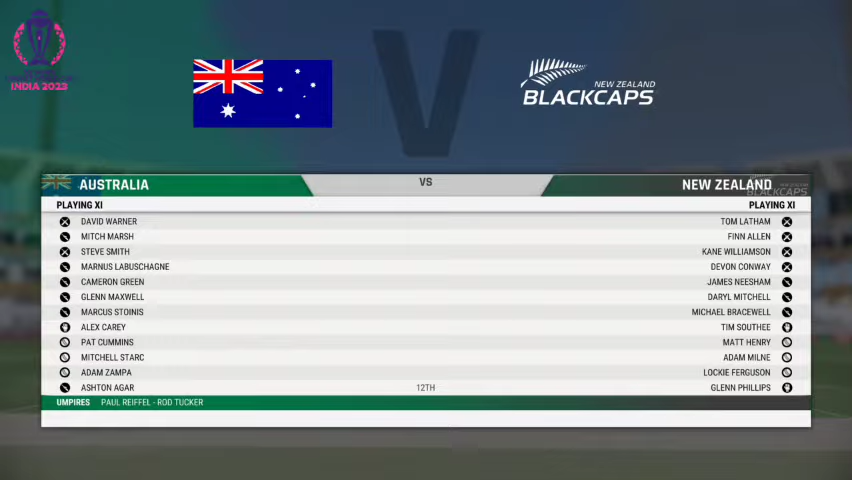 V
INDIA 2023
NEW ZEALAND
BLACKCAPS
AUSTRALIA VS NEW ZEALAND
PLAYING XI PLAYING XI
DAVID WARNER TOM LATHAM
MITCH MARSH FINN ALLEN
STEVE SMITH KANE WILLIAMSON
MARNUS LABUSCHAGNE DEVON CONWAY
CAMERON GREEN JAMES NEESHAM
GLENN MAXWELL DARYL MITCHELL
MARCUS STOINIS MICHAEL BRACEWELL
ALEX CAREY TIM SOUTHEE
PAT CUMMINS MATT HENRY
MITCHELL STARC ADAM MILNE
ADAM ZAMPA LOCKIE FERGUSON
ASHTON AGAR 12TH GLENN PHILLIPS
UMPIRES PAUL REIFFEL - ROD TUCKER